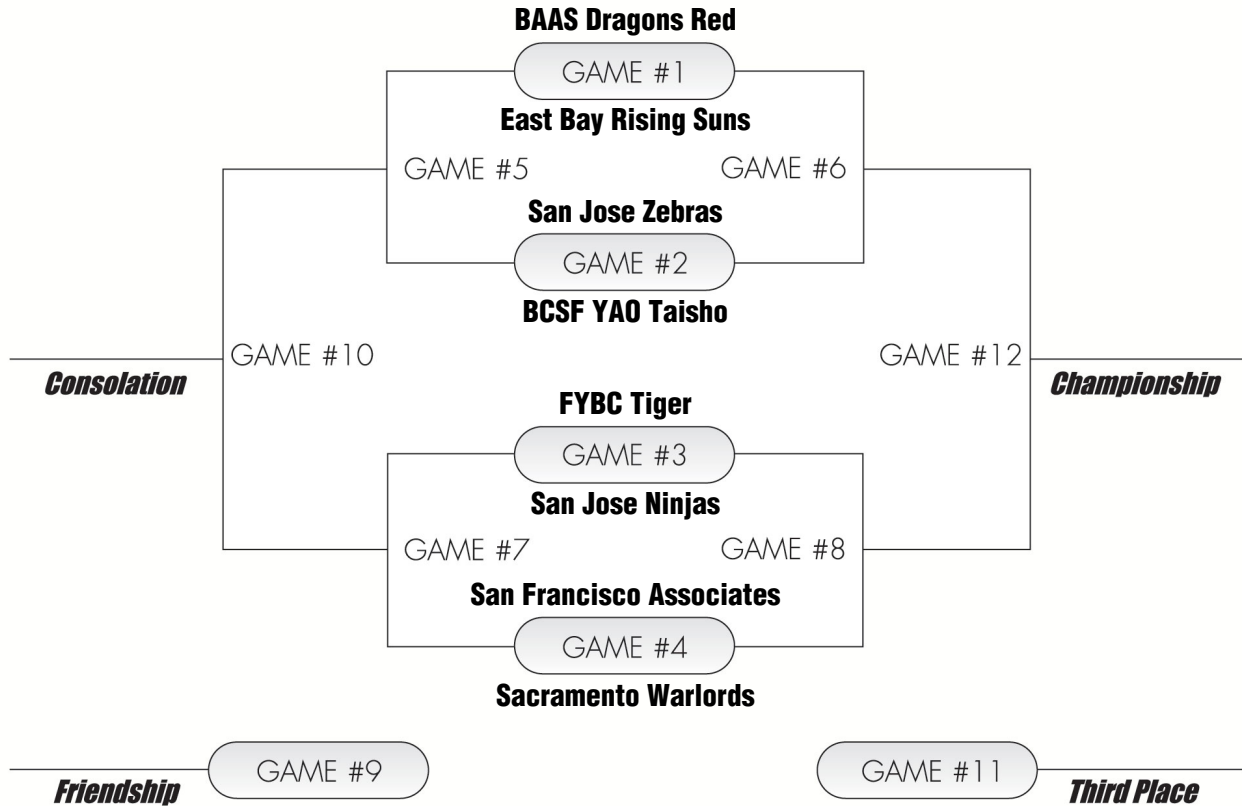 BAAS Dragons Red
GAME #1
East Bay Rising Suns
GAME #5
GAME #6
San Jose Zebras
GAME #2
BCSF YAO Taisho
GAME #10
GAME #12
Consolation
Championship
FYBC Tiger
GAME #3
San Jose Ninjas
GAME #7
GAME #8
San Francisco Associates
GAME #4
Sacramento Warlords
GAME #9
GAME #11
Friendship
Third Place